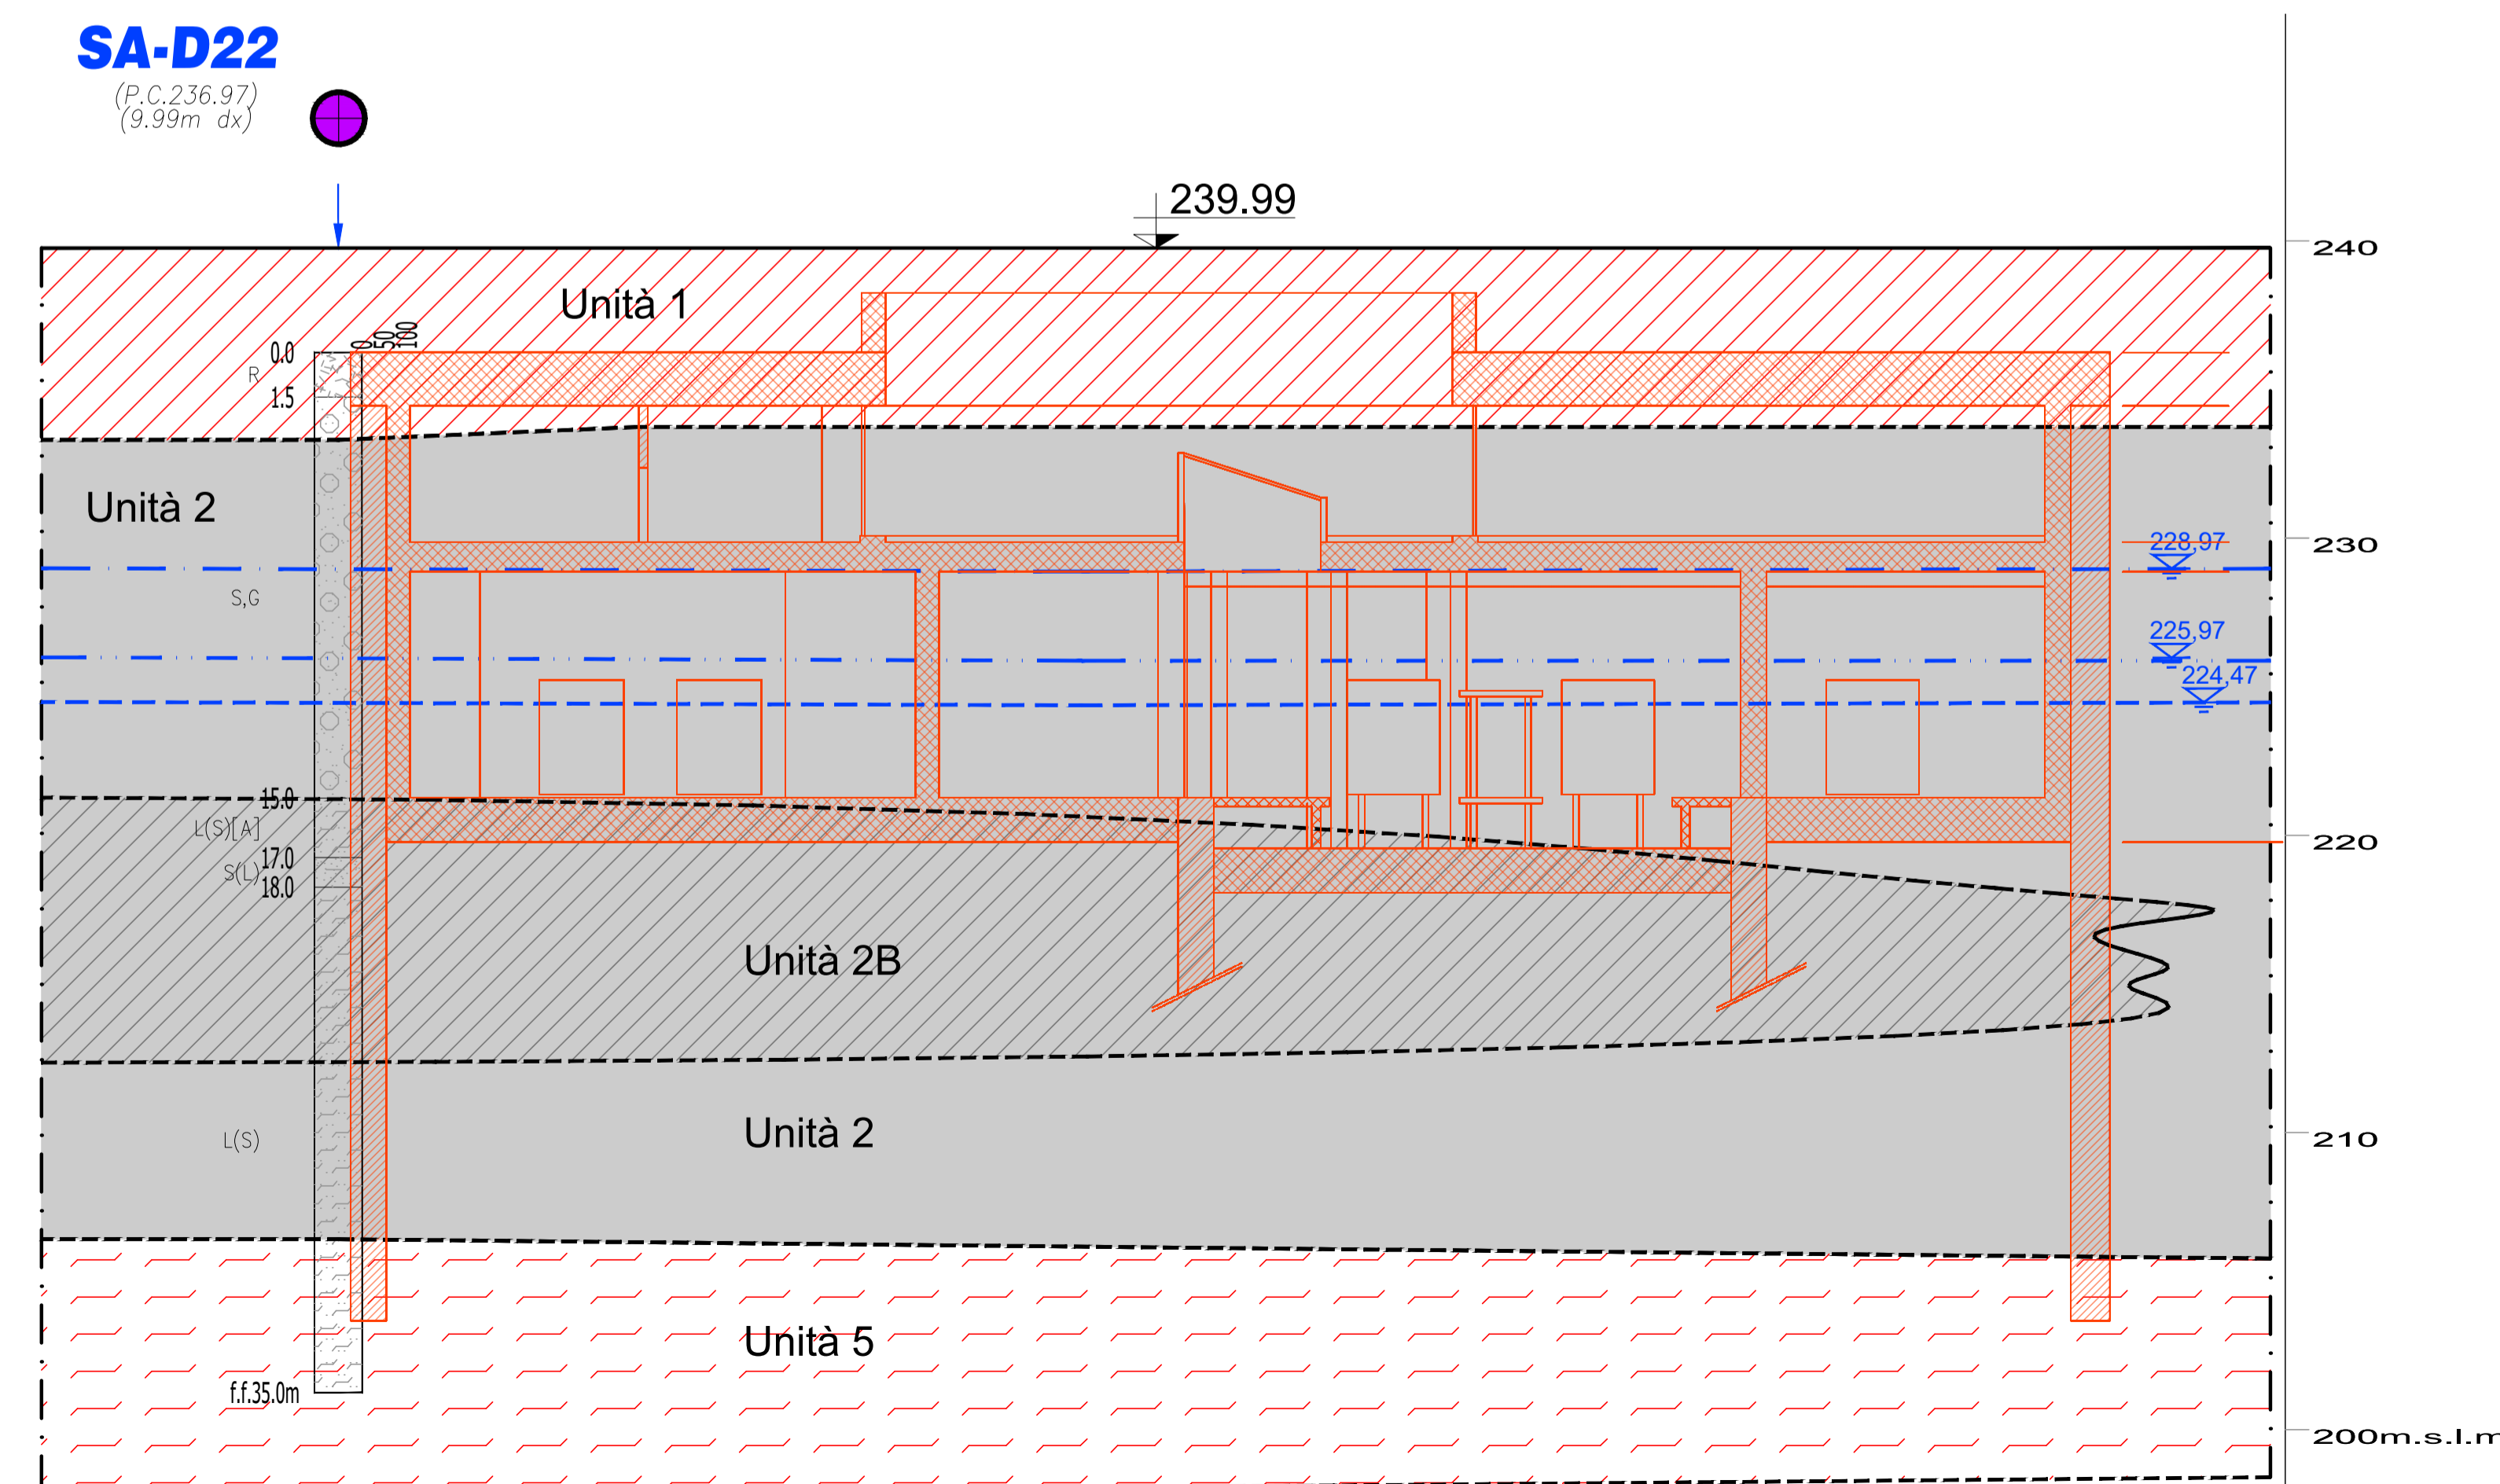 SA-D22
(P.C.236.97)
(9.99m dx)
239.99
240
Unità 1
0
50
100
0.0
R
1.5
Unità 2
228,97
230
S,G
225,97
224,47
15.0
L(S)[A]
220
17.0
S(L)
18.0
Unità 2B
Unità 2
210
L(S)
Unità 5
f.f.35.0m
200m.s.l.m